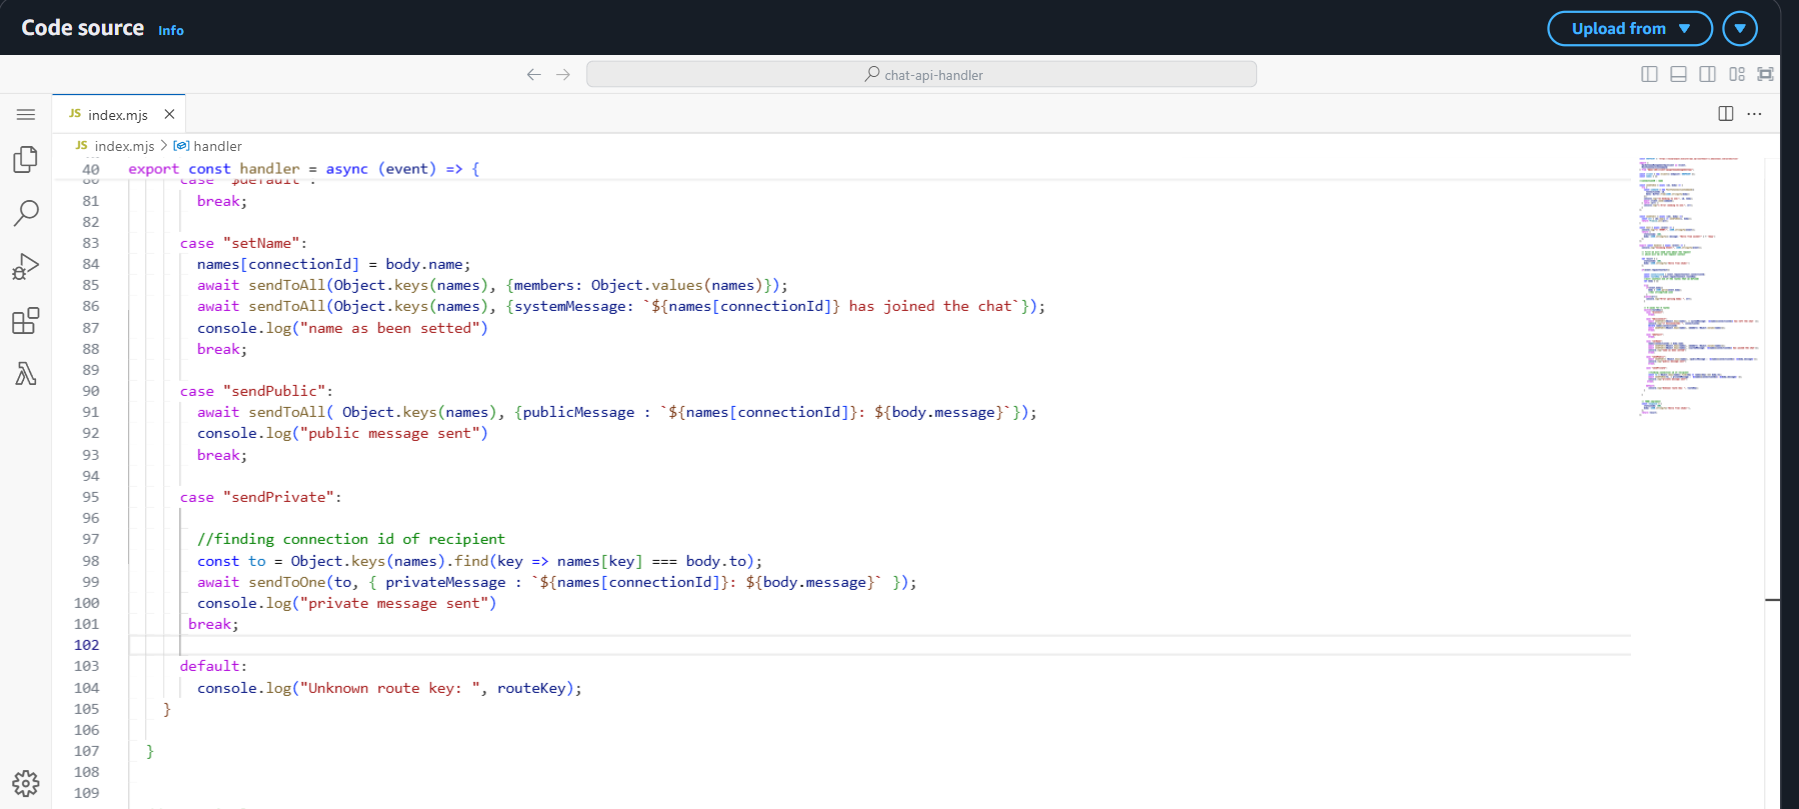 Code source Info
Upload from
chat-api-handler
JS index.mjs
JS index.mjs > handler
40 export const handler = async (event) => {
80 case "$default":
81 break;
82
83 case "setName":
84 names[connectionId] = body.name;
85 await sendToAll(Object.keys(names), {members: Object.values(names)});
86 await sendToAll(Object.keys(names), {systemMessage: `${names[connectionId]} has joined the chat`});
87 console.log("name as been setted")
88 break;
89
90 case "sendPublic":
91 await sendToAll( Object.keys(names), {publicMessage : `${names[connectionId]}: ${body.message}`});
92 console.log("public message sent")
93 break;
94
95 case "sendPrivate":
96
97 //finding connection id of recipient
98 const to = Object.keys(names).find(key => names[key] === body.to);
99 await sendToOne(to, { privateMessage : `${names[connectionId]}: ${body.message}` });
100 console.log("private message sent")
101 break;
102
103 default:
104 console.log("Unknown route key: ", routeKey);
105 }
106
107 }
108
109